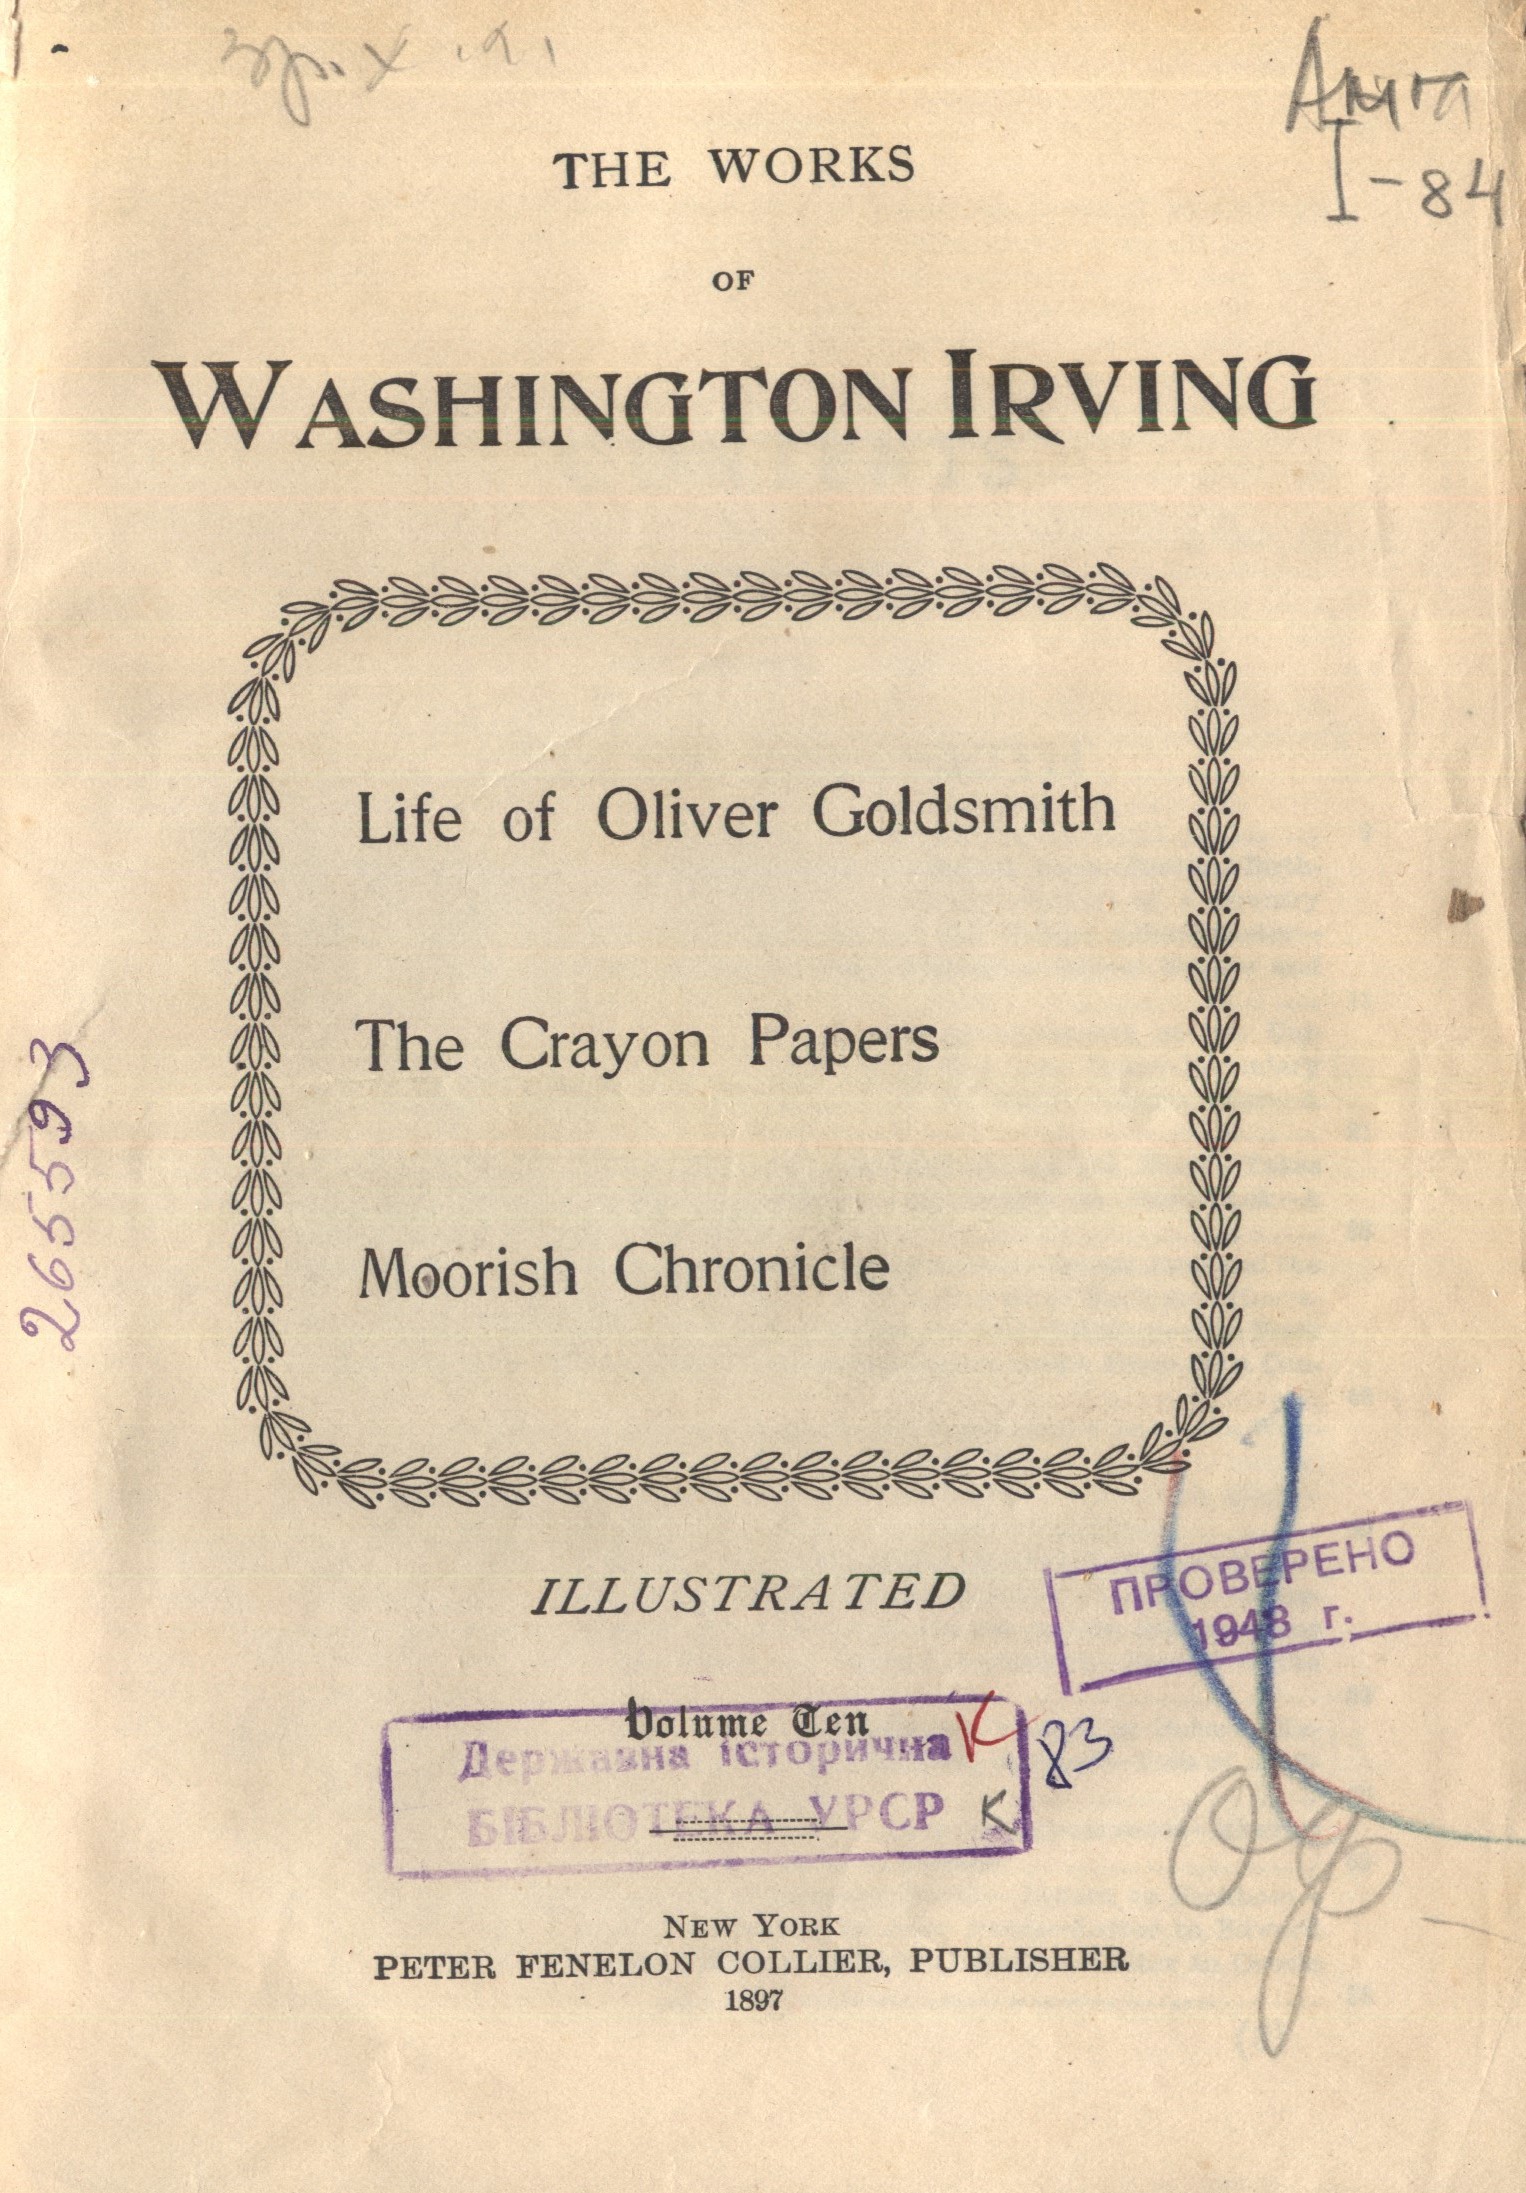 I-84
THE WORKS
OF
WASHINGTON IRVING
Life of Oliver Goldsmith
The Crayon Papers
Moorish Chronicle
265593
ILLUSTRATED
ПРОВЕРЕНО
1948 г.
Volume Ten
Державна історична К
БІБЛІОТЕКА УРСР К
83
NEW YORK
PETER FENELON COLLIER, PUBLISHER
1897